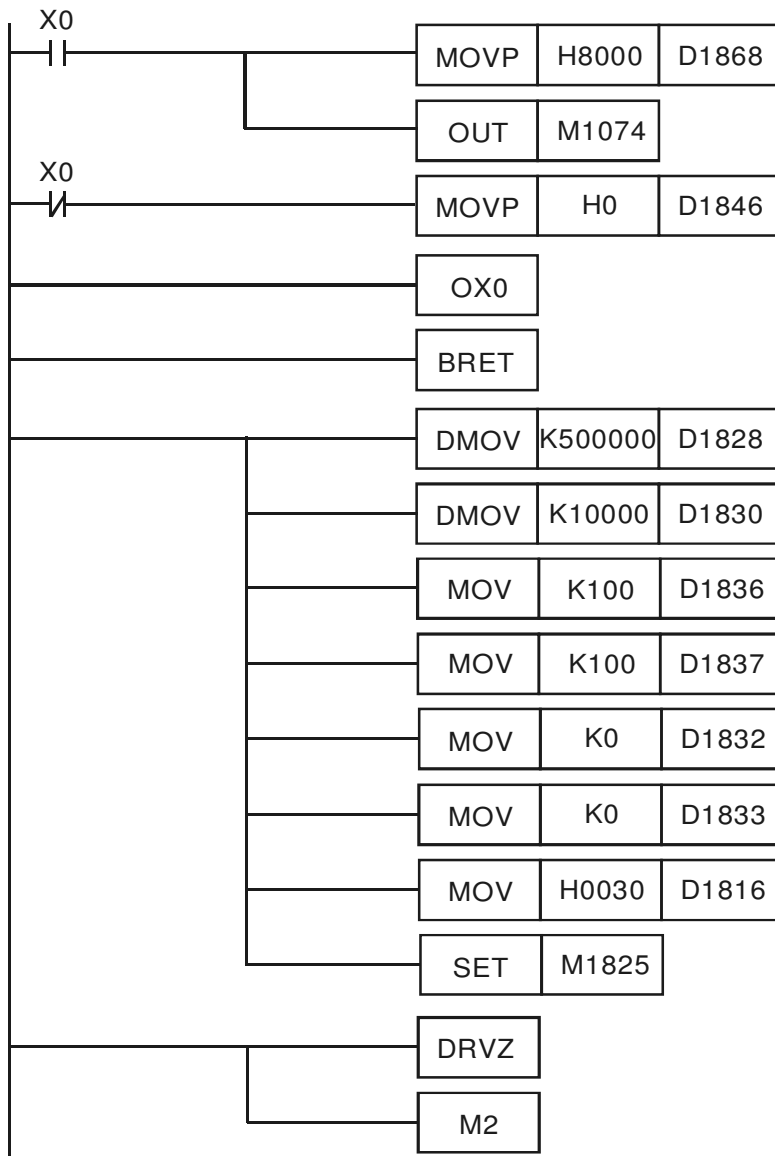 X0
MOVP H8000 D1868
OUT M1074
X0
MOVP H0 D1846
OX0
BRET
DMOV K500000 D1828
DMOV K10000 D1830
MOV K100 D1836
MOV K100 D1837
MOV K0 D1832
MOV K0 D1833
MOV H0030 D1816
SET M1825
DRVZ
M2